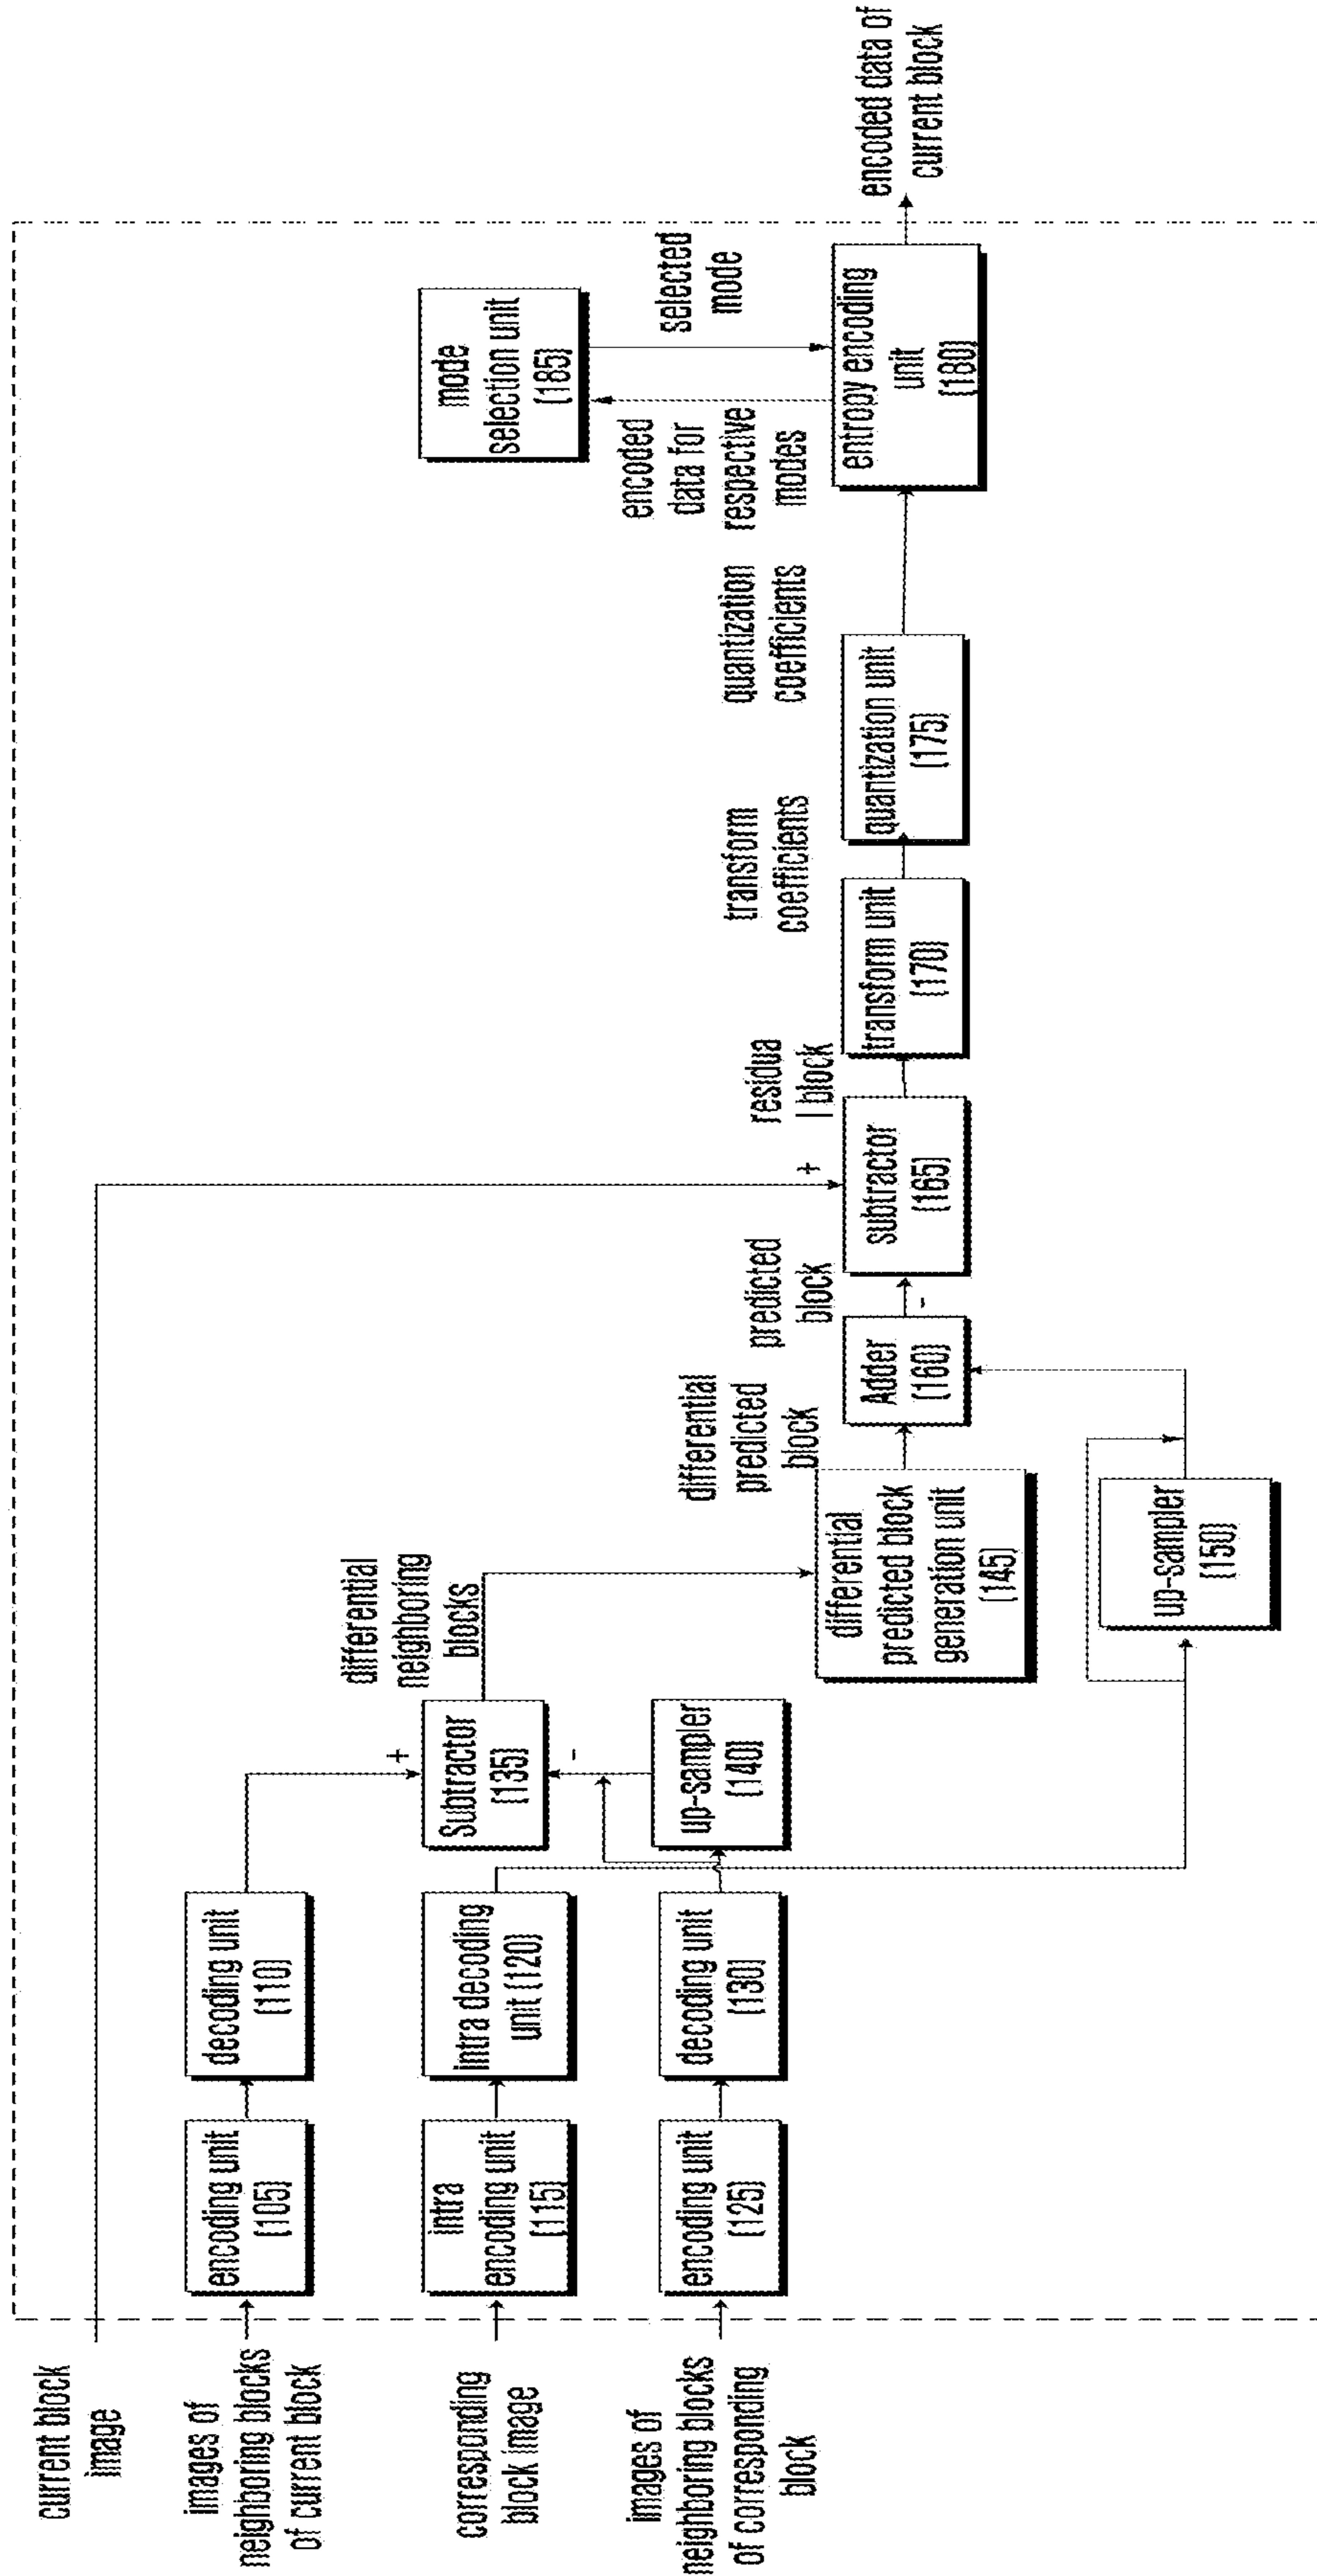 current block
image
images of
neighboring blocks
of current block
corresponding
block image
images of
neighboring blocks
of corresponding
block
encoding unit
(105)
decoding unit
(110)
intra
encoding unit
(115)
intra decoding
unit (120)
encoding unit
(125)
decoding unit
(130)
+
Subtractor
(135)
-
up-sampler
(140)
differential
neighboring
blocks
differential
predicted block
generation unit
(145)
up-sampler
(150)
differential
predicted
block
Adder
(160)
predicted
block
-
+
subtractor
(165)
residua
l block
transform unit
(170)
transform
coefficients
quantization unit
(175)
quantization
coefficients
encoded
data for
respective
modes
mode
selection unit
(185)
selected
mode
entropy encoding
unit
(180)
encoded data of
current block